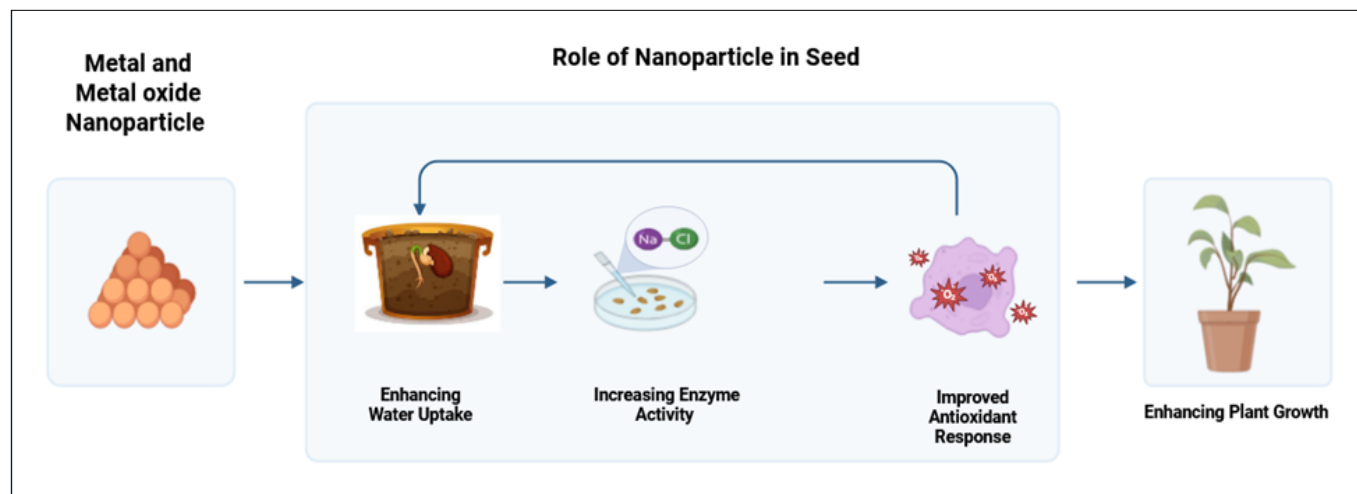 Metal and
Metal oxide
Nanoparticle
Role of Nanoparticle in Seed
Na
Cl
Enhancing
Water Uptake
Increasing Enzyme
Activity
Improved
Antioxidant
Response
Enhancing Plant Growth